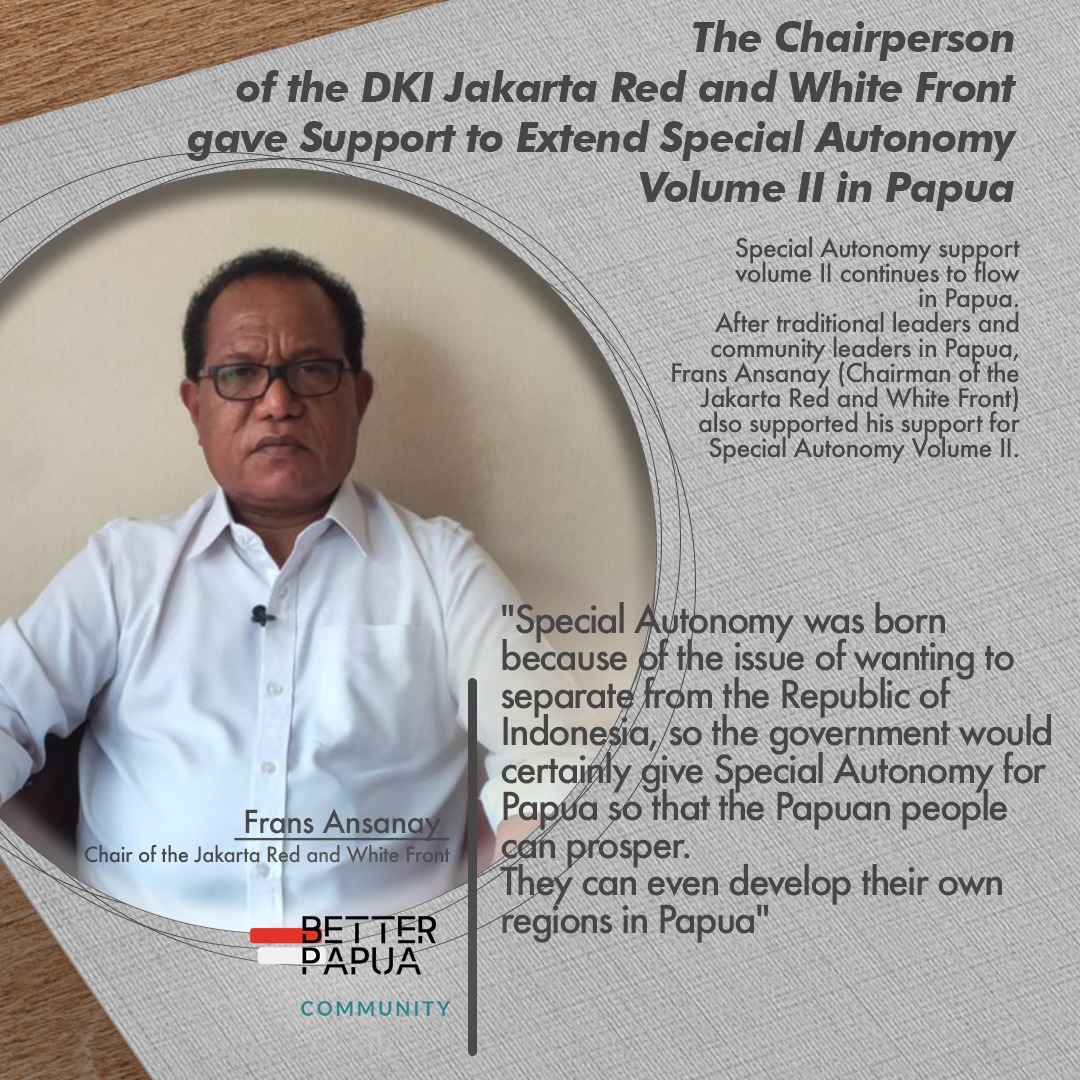 The Chairperson
of the DKI Jakarta Red and White Front
gave Support to Extend Special Autonomy
Volume II in Papua
Special Autonomy support
volume II continues to flow
in Papua.
After traditional leaders and
community leaders in Papua,
Frans Ansanay (Chairman of the
Jakarta Red and White Front)
also supported his support for
Special Autonomy Volume II.
"Special Autonomy was born
because of the issue of wanting to
separate from the Republic of
Indonesia, so the government would
certainly give Special Autonomy for
Papua so that the Papuan people
can prosper.
They can even develop their own
regions in Papua"
Frans Ansanay
Chair of the Jakarta Red and White Front
BETTER
PAPUA
COMMUNITY